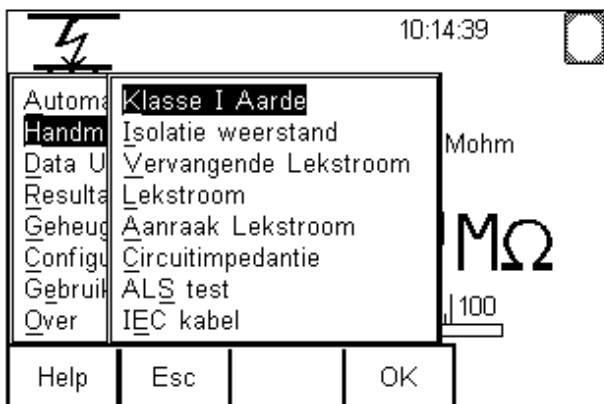 10:14:39
Automa Klasse I Aarde
Handm Isolatie weerstand
Data U Vervangende Lekstroom
Mohm
Resulta Lekstroom
Geheug Aanraak Lekstroom
Configu Circuitimpedantie
MΩ
Gebruik ALS test
Over IEC kabel
100
Help Esc OK